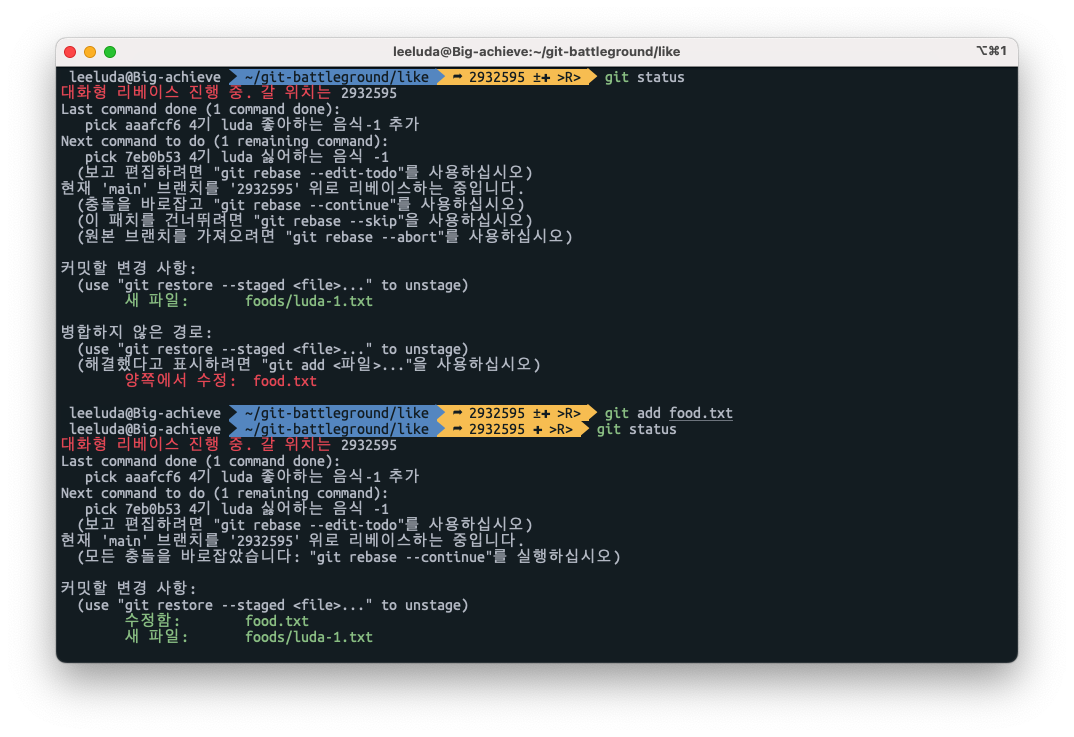 leeluda@Big-achieve:~/git-battleground/like ⌥⌘1
leeluda@Big-achieve ~/git-battleground/like ➦ 2932595 ±✚ >R> git status
대화형 리베이스 진행 중. 갈 위치는 2932595
Last command done (1 command done):
pick aaafcf6 4기 luda 좋아하는 음식-1 추가
Next command to do (1 remaining command):
pick 7eb0b53 4기 luda 싫어하는 음식 -1
(보고 편집하려면 "git rebase --edit-todo"를 사용하십시오)
현재 'main' 브랜치를 '2932595' 위로 리베이스하는 중입니다.
(충돌을 바로잡고 "git rebase --continue"를 사용하십시오)
(이 패치를 건너뛰려면 "git rebase --skip"을 사용하십시오)
(원본 브랜치를 가져오려면 "git rebase --abort"를 사용하십시오)
커밋할 변경 사항:
(use "git restore --staged <file>..." to unstage)
새 파일: foods/luda-1.txt
병합하지 않은 경로:
(use "git restore --staged <file>..." to unstage)
(해결했다고 표시하려면 "git add <파일>..."을 사용하십시오)
양쪽에서 수정: food.txt
leeluda@Big-achieve ~/git-battleground/like ➦ 2932595 ±✚ >R> git add food.txt
leeluda@Big-achieve ~/git-battleground/like ➦ 2932595 ✚ >R> git status
대화형 리베이스 진행 중. 갈 위치는 2932595
Last command done (1 command done):
pick aaafcf6 4기 luda 좋아하는 음식-1 추가
Next command to do (1 remaining command):
pick 7eb0b53 4기 luda 싫어하는 음식 -1
(보고 편집하려면 "git rebase --edit-todo"를 사용하십시오)
현재 'main' 브랜치를 '2932595' 위로 리베이스하는 중입니다.
(모든 충돌을 바로잡았습니다: "git rebase --continue"를 실행하십시오)
커밋할 변경 사항:
(use "git restore --staged <file>..." to unstage)
수정함: food.txt
새 파일: foods/luda-1.txt